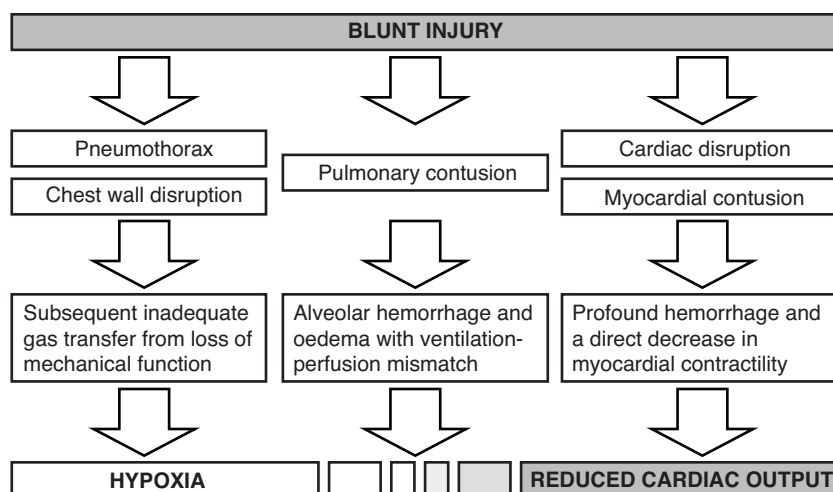 BLUNT INJURY
Pneumothorax
Chest wall disruption
Pulmonary contusion
Cardiac disruption
Myocardial contusion
Subsequent inadequate
gas transfer from loss of
mechanical function
Alveolar hemorrhage and
oedema with ventilation-
perfusion mismatch
Profound hemorrhage and
a direct decrease in
myocardial contractility
HYPOXIA
REDUCED CARDIAC OUTPUT